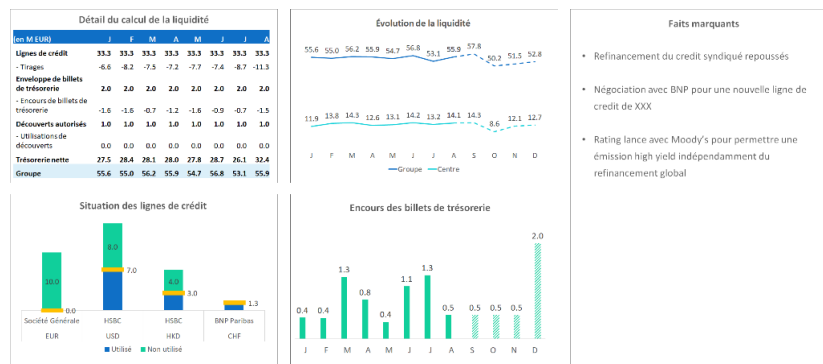 Détail du calcul de la liquidité
(en M EUR) J F M A M J J A
Lignes de crédit 33.3 33.3 33.3 33.3 33.3 33.3 33.3 33.3
- Tirages -6.6 -8.2 -7.5 -7.2 -7.7 -7.4 -8.7 -11.3
Enveloppe de billets
de trésorerie 2.0 2.0 2.0 2.0 2.0 2.0 2.0 2.0
- Encours de billets de
trésorerie -1.6 -1.6 -0.7 -1.2 -1.6 -0.9 -0.7 -1.5
Découverts autorisés 1.0 1.0 1.0 1.0 1.0 1.0 1.0 1.0
- Utilisations de
découverts 0.0 0.0 0.0 0.0 0.0 0.0 0.0 0.0
Trésorerie nette 27.5 28.4 28.1 28.0 27.8 28.7 26.1 32.4
Groupe 55.6 55.0 56.2 55.9 54.7 56.8 53.1 55.9
Évolution de la liquidité
55.6 55.0 56.2 55.9 54.7 56.8 53.1 55.9 57.8 50.2 51.5 52.8
11.9 13.8 14.3 12.6 13.1 14.2 13.2 14.1 14.3 8.6 12.1 12.7
J F M A M J J A S O N D
Groupe Centre
Faits marquants
• Refinancement du credit syndiqué repoussés
• Négociation avec BNP pour une nouvelle ligne de
credit de XXX
• Rating lance avec Moody's pour permettre une
émission high yield indépendamment du
refinancement global
Situation des lignes de crédit
8.0
10.0 7.0 4.0
0.0 3.0 1.3
Société Générale HSBC HSBC BNP Paribas
EUR USD HKD CHF
Utilisé Non utilisé
Encours des billets de trésorerie
0.4 0.4 1.3 0.8 0.4 1.1 1.3 0.5 0.5 0.5 0.5 2.0
J F M A M J J A S O N D